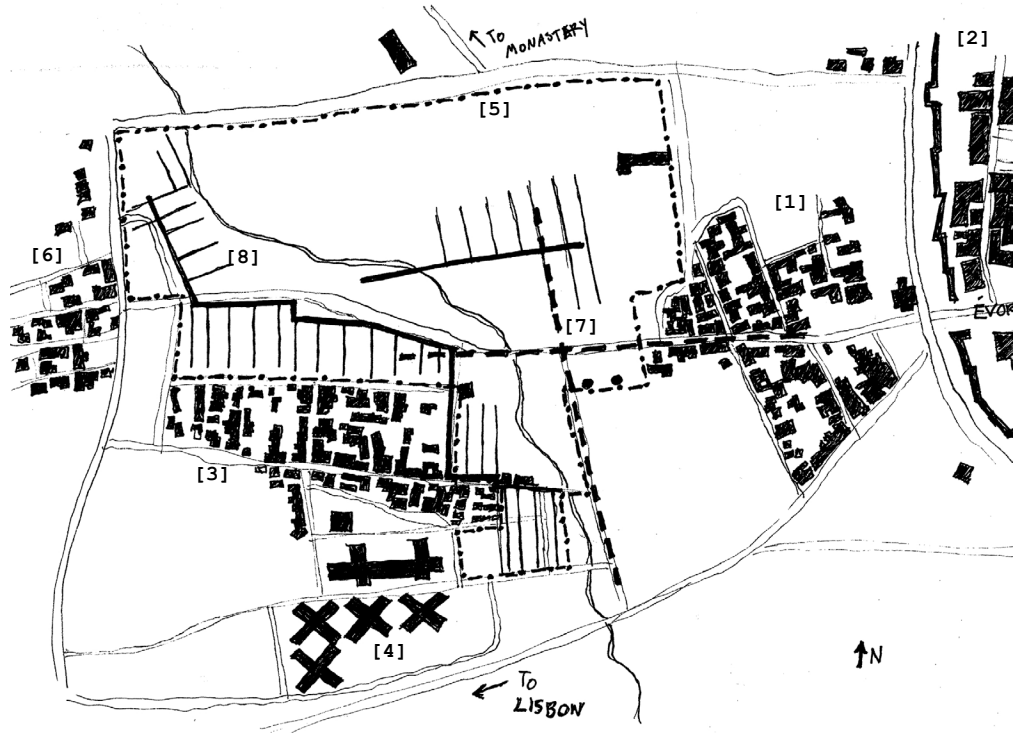 ← TO
MONASTERY
[2]
[5]
[1]
[6]
[8]
EVOR
[7]
[3]
[4]
↑ N
← TO
LISBON